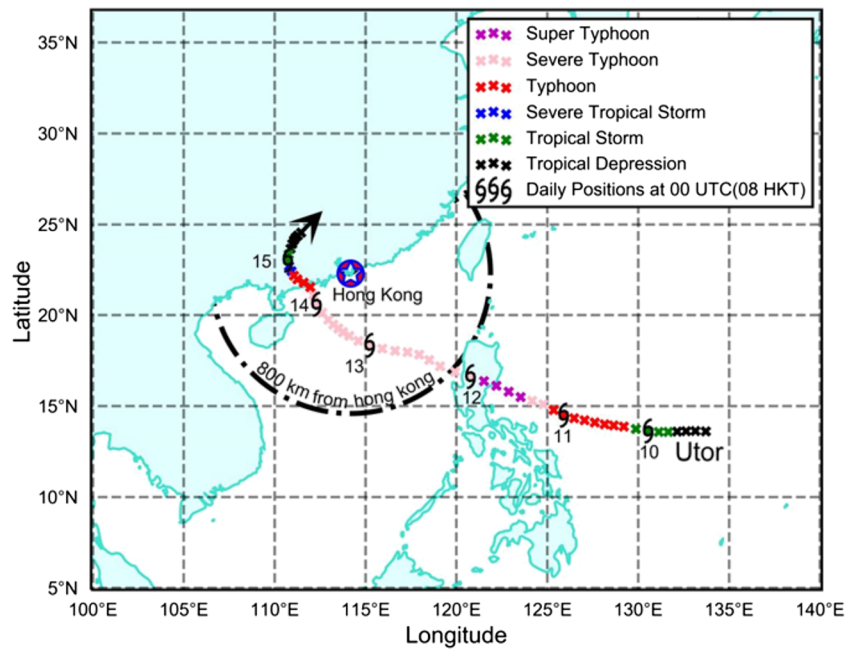 35°N
30°N
25°N
20°N
15°N
10°N
5°N
Latitude
Super Typhoon
Severe Typhoon
Typhoon
Severe Tropical Storm
Tropical Storm
Tropical Depression
Daily Positions at 00 UTC(08 HKT)
15
Hong Kong
14
13
800 km from hong kong
12
11
10
Utor
100°E
105°E
110°E
115°E
120°E
125°E
130°E
135°E
140°E
Longitude